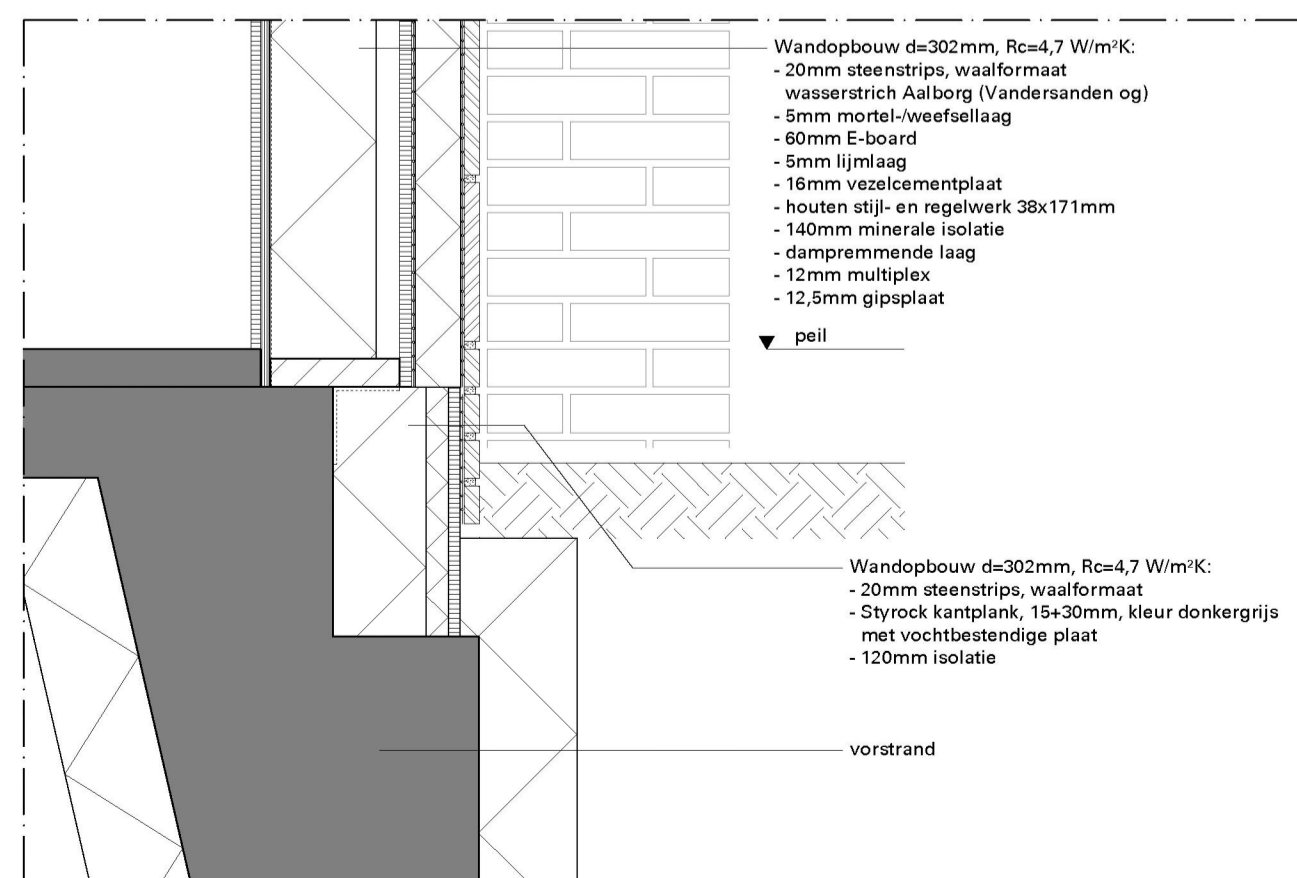 Wandopbouw d=302mm, Rc=4,7 W/m²K:
- 20mm steenstrips, waalformaat
wasserstrich Aalborg (Vandersanden og)
- 5mm mortel-/weefsellaag
- 60mm E-board
- 5mm lijmlaag
- 16mm vezelcementplaat
- houten stijl- en regelwerk 38x171mm
- 140mm minerale isolatie
- dampremmende laag
- 12mm multiplex
- 12,5mm gipsplaat
peil
Wandopbouw d=302mm, Rc=4,7 W/m²K:
- 20mm steenstrips, waalformaat
- Styrock kantplank, 15+30mm, kleur donkergrijs
met vochtbestendige plaat
- 120mm isolatie
vorstrand